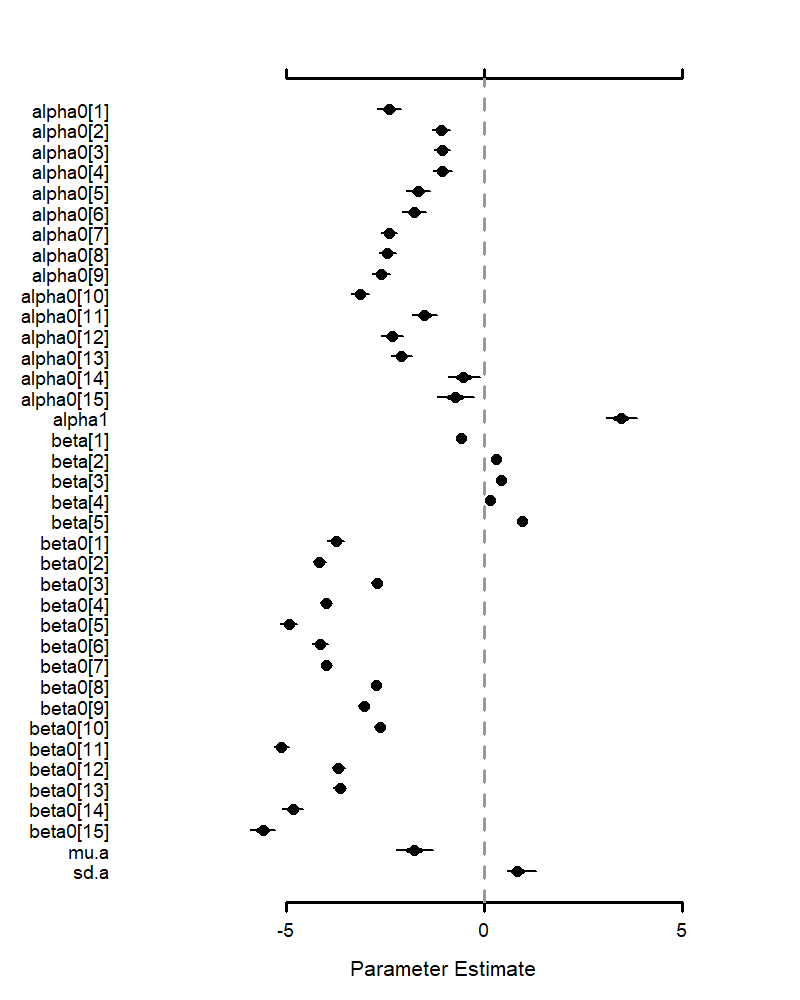 alpha0[1]
alpha0[2]
alpha0[3]
alpha0[4]
alpha0[5]
alpha0[6]
alpha0[7]
alpha0[8]
alpha0[9]
alpha0[10]
alpha0[11]
alpha0[12]
alpha0[13]
alpha0[14]
alpha0[15]
alpha1
beta[1]
beta[2]
beta[3]
beta[4]
beta[5]
beta0[1]
beta0[2]
beta0[3]
beta0[4]
beta0[5]
beta0[6]
beta0[7]
beta0[8]
beta0[9]
beta0[10]
beta0[11]
beta0[12]
beta0[13]
beta0[14]
beta0[15]
mu.a
sd.a
-5 0 5
Parameter Estimate